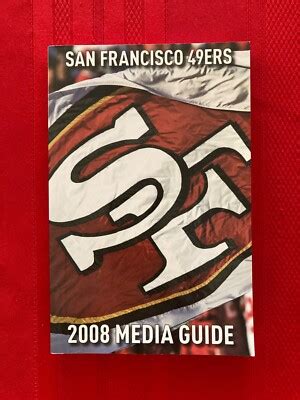 SAN FRANCISCO 49ERS
SF
2008 MEDIA GUIDE